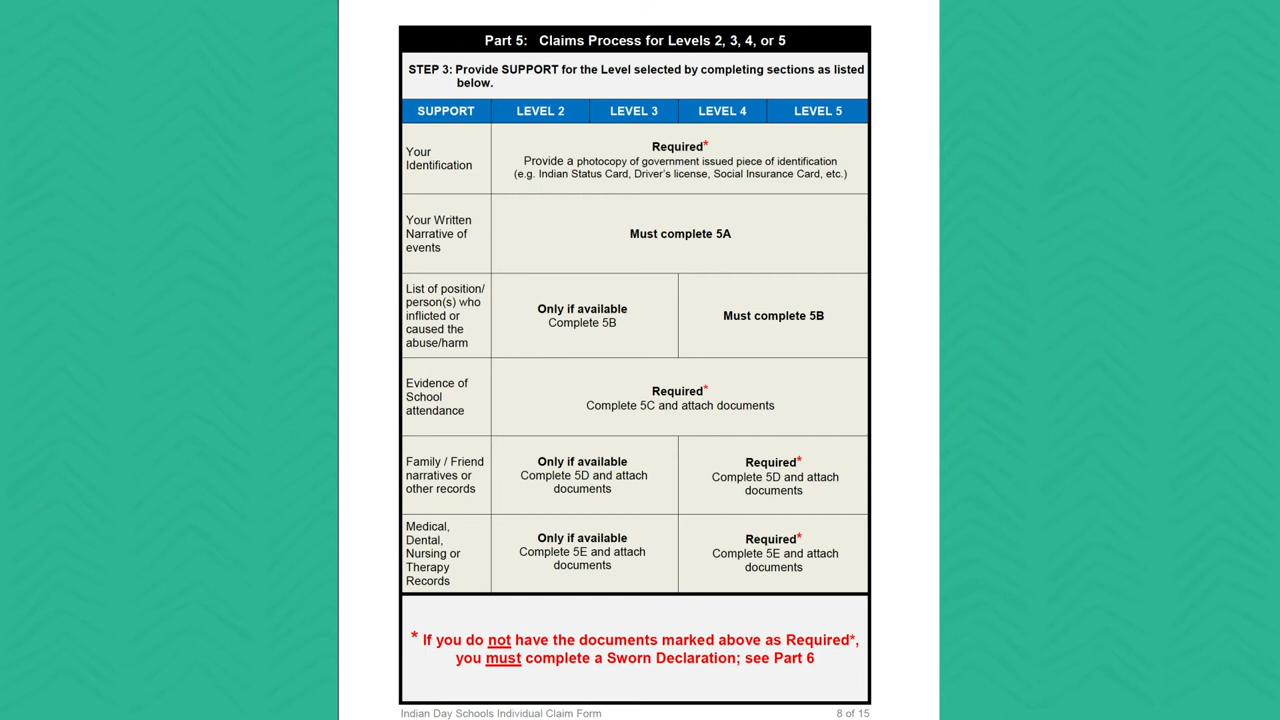 Part 5: Claims Process for Levels 2, 3, 4, or 5
STEP 3: Provide SUPPORT for the Level selected by completing sections as listed
below.
SUPPORT LEVEL 2 LEVEL 3 LEVEL 4 LEVEL 5
Your
Identification
Required*
Provide a photocopy of government issued piece of identification
(e.g. Indian Status Card, Driver's license, Social Insurance Card, etc.)
Your Written
Narrative of
events
Must complete 5A
List of position/
person(s) who
inflicted or
caused the
abuse/harm
Only if available
Complete 5B
Must complete 5B
Evidence of
School
attendance
Required*
Complete 5C and attach documents
Family / Friend
narratives or
other records
Only if available
Complete 5D and attach
documents
Required*
Complete 5D and attach
documents
Medical,
Dental,
Nursing or
Therapy
Records
Only if available
Complete 5E and attach
documents
Required*
Complete 5E and attach
documents
* If you do not have the documents marked above as Required*,
you must complete a Sworn Declaration; see Part 6
Indian Day Schools Individual Claim Form 8 of 15